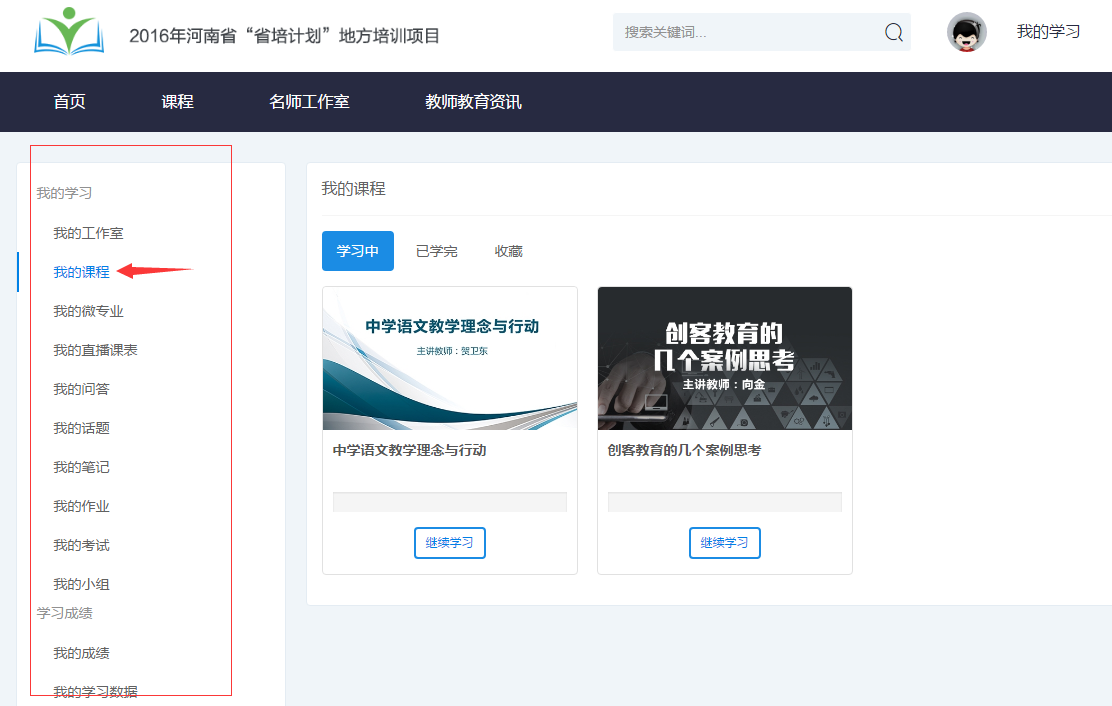 2016年河南省“省培计划”地方培训项目
搜索关键词...
我的学习
首页
课程
名师工作室
教师教育资讯
我的学习
我的工作室
我的课程
我的微专业
我的直播课表
我的问答
我的话题
我的笔记
我的作业
我的考试
我的小组
学习成绩
我的成绩
我的学习数据
我的课程
学习中
已学完
收藏
中学语文教学理念与行动
主讲教师：贺卫东
中学语文教学理念与行动
继续学习
创客教育的
几个案例思考
主讲教师：向金
创客教育的几个案例思考
继续学习